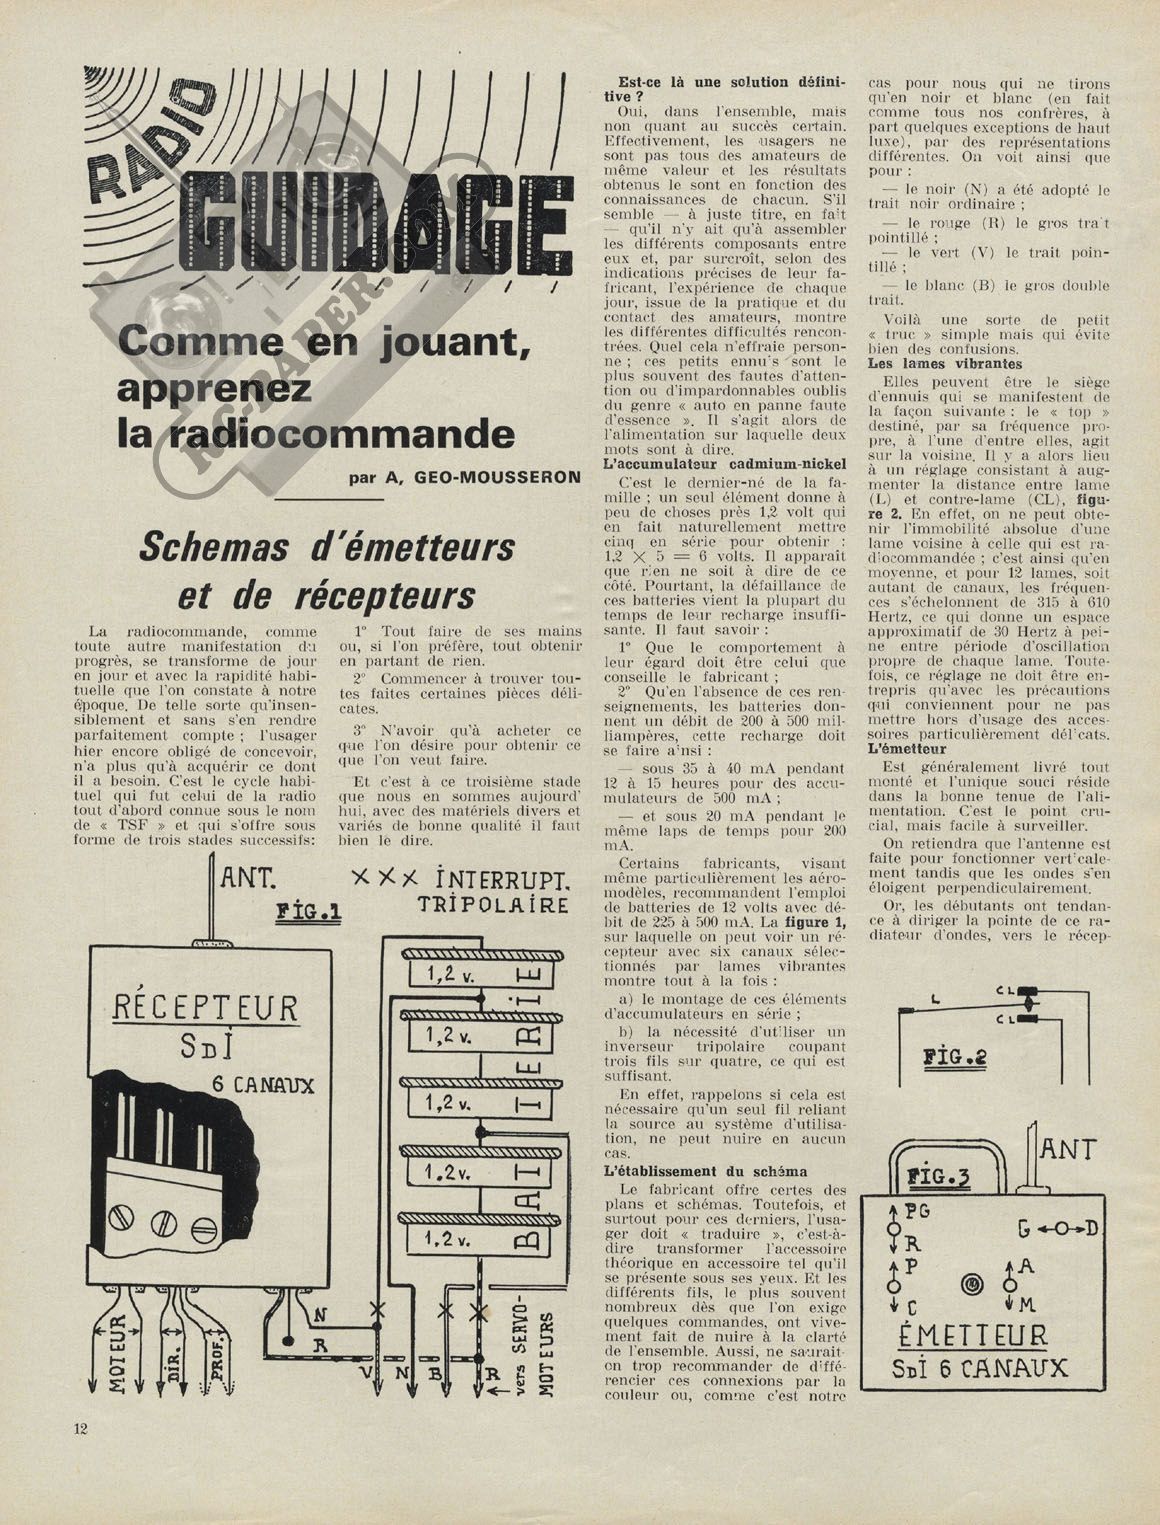 RADIO
GUIDAGE
RC-PAPER.COM
Comme en jouant,
apprenez
la radiocommande
par A, GEO-MOUSSERON
Schemas d'émetteurs
et de récepteurs
La radiocommande, comme
toute autre manifestation du
progrès, se transforme de jour
en jour et avec la rapidité habi-
tuelle que l'on constate à notre
époque. De telle sorte qu'insen-
siblement et sans s'en rendre
parfaitement compte ; l'usager
hier encore obligé de concevoir,
n'a plus qu'à acquérir ce dont
il a besoin. C'est le cycle habi-
tuel qui fut celui de la radio
tout d'abord connue sous le nom
de « TSF » et qui s'offre sous
forme de trois stades successifs:
1° Tout faire de ses mains
ou, si l'on préfère, tout obtenir
en partant de rien.
2° Commencer à trouver tou-
tes faites certaines pièces déli-
cates.
3° N'avoir qu'à acheter ce
que l'on désire pour obtenir ce
que l'on veut faire.
Et c'est à ce troisième stade
que nous en sommes aujourd'
hui, avec des matériels divers et
variés de bonne qualité il faut
bien le dire.
ANT.
FİG.1
××× İNTERRUPT.
TRİPOLAİRE
RÉCEPTEUR
SDİ
6 CANAUX
1,2 v.
1,2 v.
1,2 v.
1.2 v.
1,2 v.
BATTERİE
MOTEUR
DİR.
PROF.
N
R
V
N
B
R
vers SERVO-
MOTEURS
12
Est-ce là une solution défini-
tive ?
Oui, dans l'ensemble, mais
non quant au succès certain.
Effectivement, les usagers ne
sont pas tous des amateurs de
même valeur et les résultats
obtenus le sont en fonction des
connaissances de chacun. S'il
semble — à juste titre, en fait
— qu'il n'y ait qu'à assembler
les différents composants entre
eux et, par surcroît, selon des
indications précises de leur fa-
fricant, l'expérience de chaque
jour, issue de la pratique et du
contact des amateurs, montre
les différentes difficultés rencon-
trées. Quel cela n'effraie person-
ne ; ces petits ennuis sont le
plus souvent des fautes d'atten-
tion ou d'impardonnables oublis
du genre « auto en panne faute
d'essence ». Il s'agit alors de
l'alimentation sur laquelle deux
mots sont à dire.
L'accumulateur cadmium-nickel
C'est le dernier-né de la fa-
mille ; un seul élément donne à
peu de choses près 1,2 volt qui
en fait naturellement mettre
cinq en série pour obtenir :
1,2 × 5 = 6 volts. Il apparaît
que rien ne soit à dire de ce
côté. Pourtant, la défaillance de
ces batteries vient la plupart du
temps de leur recharge insuffi-
sante. Il faut savoir :
1° Que le comportement à
leur égard doit être celui que
conseille le fabricant ;
2° Qu'en l'absence de ces ren-
seignements, les batteries don-
nent un débit de 200 à 500 mil-
liampères, cette recharge doit
se faire ainsi :
— sous 35 à 40 mA pendant
12 à 15 heures pour des accu-
mulateurs de 500 mA ;
— et sous 20 mA pendant le
même laps de temps pour 200
mA.
Certains fabricants, visant
même particulièrement les aéro-
modèles, recommandent l'emploi
de batteries de 12 volts avec dé-
bit de 225 à 500 mA. La figure 1,
sur laquelle on peut voir un ré-
cepteur avec six canaux sélec-
tionnés par lames vibrantes
montre tout à la fois :
a) le montage de ces éléments
d'accumulateurs en série ;
b) la nécessité d'utiliser un
inverseur tripolaire coupant
trois fils sur quatre, ce qui est
suffisant.
En effet, rappelons si cela est
nécessaire qu'un seul fil reliant
la source au système d'utilisa-
tion, ne peut nuire en aucun
cas.
L'établissement du schéma
Le fabricant offre certes des
plans et schémas. Toutefois, et
surtout pour ces derniers, l'usa-
ger doit « traduire », c'est-à-
dire transformer l'accessoire
théorique en accessoire tel qu'il
se présente sous ses yeux. Et les
différents fils, le plus souvent
nombreux dès que l'on exige
quelques commandes, ont vive-
ment fait de nuire à la clarté
de l'ensemble. Aussi, ne saurait-
on trop recommander de diffé-
rencier ces connexions par la
couleur ou, comme c'est notre
cas pour nous qui ne tirons
qu'en noir et blanc (en fait
comme tous nos confrères, à
part quelques exceptions de haut
luxe), par des représentations
différentes. On voit ainsi que
pour :
— le noir (N) a été adopté le
trait noir ordinaire ;
— le rouge (R) le gros trait
pointillé ;
— le vert (V) le trait poin-
tillé ;
— le blanc (B) le gros double
trait.
Voilà une sorte de petit
« truc » simple mais qui évite
bien des confusions.
Les lames vibrantes
Elles peuvent être le siège
d'ennuis qui se manifestent de
la façon suivante : le « top »
destiné, par sa fréquence pro-
pre, à l'une d'entre elles, agit
sur la voisine. Il y a alors lieu
à un réglage consistant à aug-
menter la distance entre lame
(L) et contre-lame (CL), figu-
re 2. En effet, on ne peut obte-
nir l'immobilité absolue d'une
lame voisine à celle qui est ra-
diocommandée ; c'est ainsi qu'en
moyenne, et pour 12 lames, soit
autant de canaux, les fréquen-
ces s'échelonnent de 315 à 610
Hertz, ce qui donne un espace
approximatif de 30 Hertz à pei-
ne entre période d'oscillation
propre de chaque lame. Toute-
fois, ce réglage ne doit être en-
trepris qu'avec les précautions
qui conviennent pour ne pas
mettre hors d'usage des acces-
soires particulièrement délicats.
L'émetteur
Est généralement livré tout
monté et l'unique souci réside
dans la bonne tenue de l'ali-
mentation. C'est le point cru-
cial, mais facile à surveiller.
On retiendra que l'antenne est
faite pour fonctionner verticale-
ment tandis que les ondes s'en
éloigent perpendiculairement.
Or, les débutants ont tendan-
ce à diriger la pointe de ce ra-
diateur d'ondes, vers le récep-
L
CL
CL
FİG.2
ANT
FİG.3
PG
R
P
C
G
D
A
M
ÉMETTEUR
SDİ 6 CANAUX